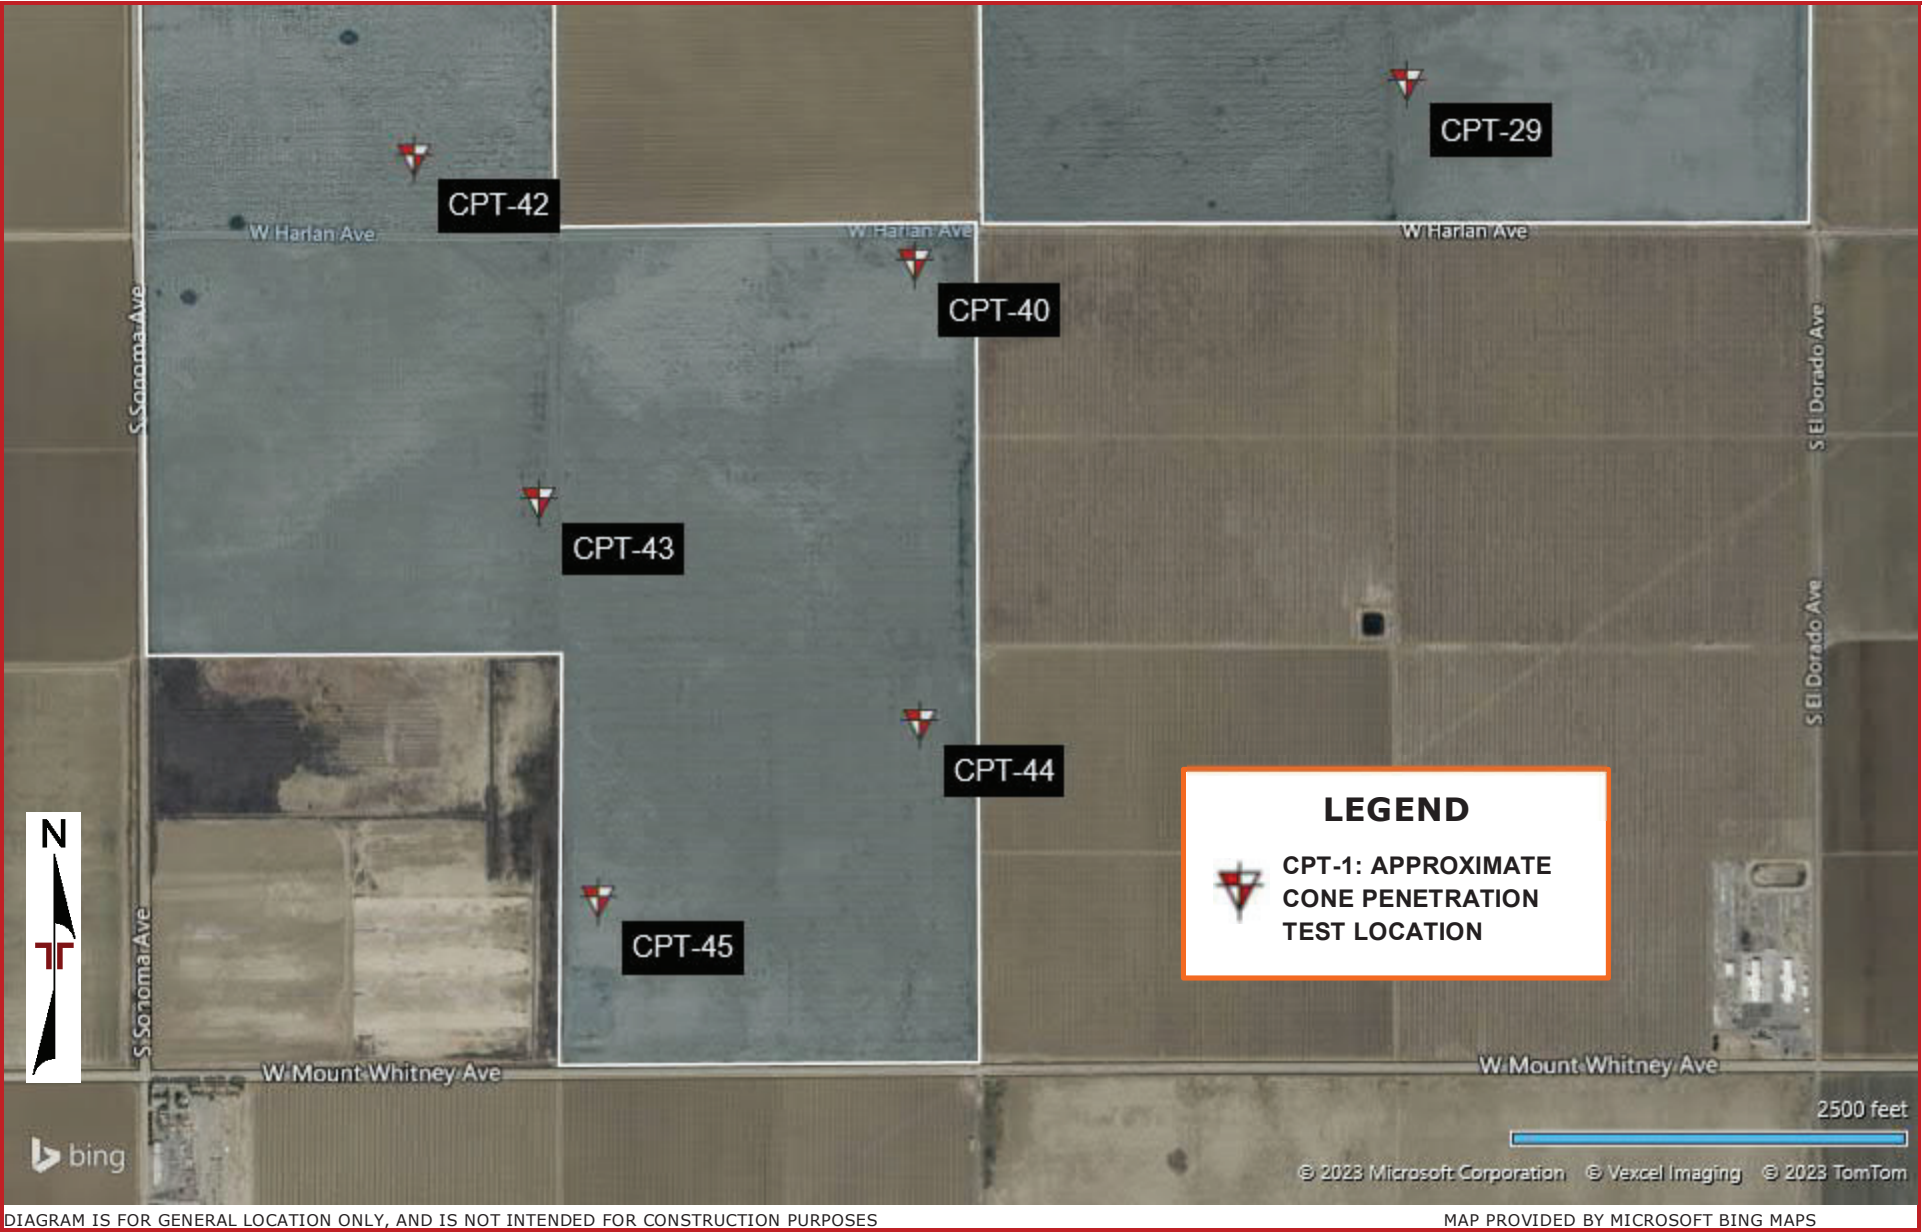 CPT-29
CPT-42
W Harlan Ave
W Harlan Ave
W Harlan Ave
CPT-40
S Sonoma Ave
S El Dorado Ave
CPT-43
S El Dorado Ave
CPT-44
LEGEND
CPT-1: APPROXIMATE
CONE PENETRATION
TEST LOCATION
N
CPT-45
S Sonoma Ave
W Mount Whitney Ave
W Mount Whitney Ave
2500 feet
bing
© 2023 Microsoft Corporation © Vexcel Imaging © 2023 TomTom
DIAGRAM IS FOR GENERAL LOCATION ONLY, AND IS NOT INTENDED FOR CONSTRUCTION PURPOSES
MAP PROVIDED BY MICROSOFT BING MAPS